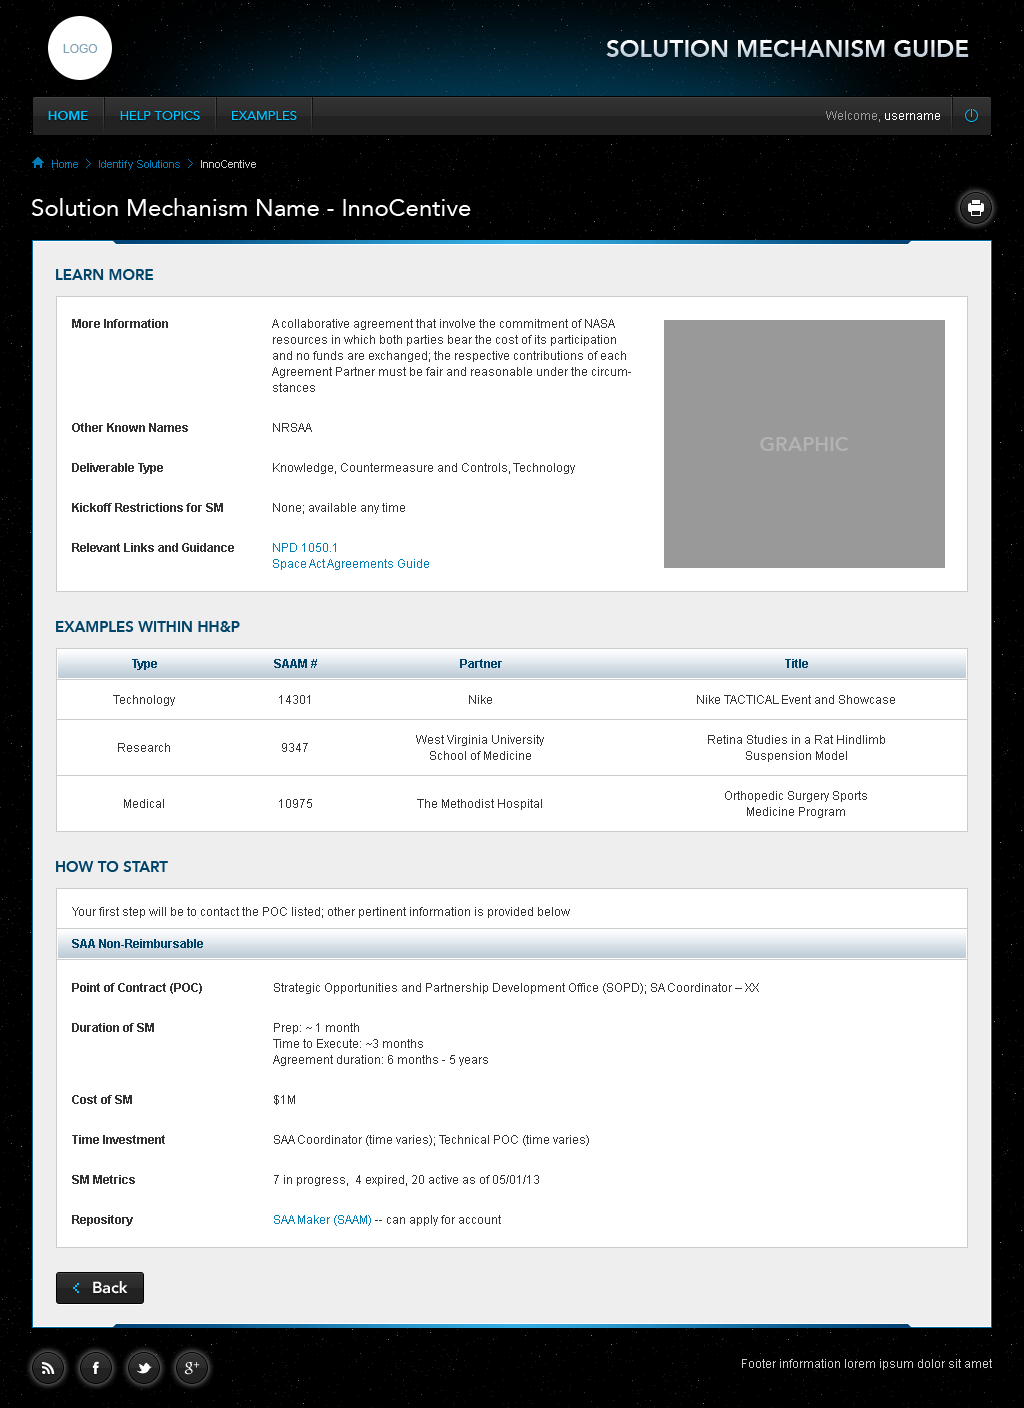 LOGO
SOLUTION MECHANISM GUIDE
HOME HELP TOPICS EXAMPLES Welcome, username
Home > Identify Solutions > InnoCentive
Solution Mechanism Name - InnoCentive
LEARN MORE
More Information
A collaborative agreement that involve the commitment of NASA
resources in which both parties bear the cost of its participation
and no funds are exchanged; the respective contributions of each
Agreement Partner must be fair and reasonable under the circum-
stances
GRAPHIC
Other Known Names NRSAA
Deliverable Type Knowledge, Countermeasure and Controls, Technology
Kickoff Restrictions for SM None; available any time
Relevant Links and Guidance NPD 1050.1
Space Act Agreements Guide
EXAMPLES WITHIN HH&P
Type SAAM # Partner Title
Technology 14301 Nike Nike TACTICAL Event and Showcase
Research 9347 West Virginia University
School of Medicine
Retina Studies in a Rat Hindlimb
Suspension Model
Medical 10975 The Methodist Hospital Orthopedic Surgery Sports
Medicine Program
HOW TO START
Your first step will be to contact the POC listed; other pertinent information is provided below
SAA Non-Reimbursable
Point of Contract (POC) Strategic Opportunities and Partnership Development Office (SOPD); SA Coordinator – XX
Duration of SM Prep: ~ 1 month
Time to Execute: ~3 months
Agreement duration: 6 months - 5 years
Cost of SM $1M
Time Investment SAA Coordinator (time varies); Technical POC (time varies)
SM Metrics 7 in progress, 4 expired, 20 active as of 05/01/13
Repository SAA Maker (SAAM) -- can apply for account
Back
f g+
Footer information lorem ipsum dolor sit amet